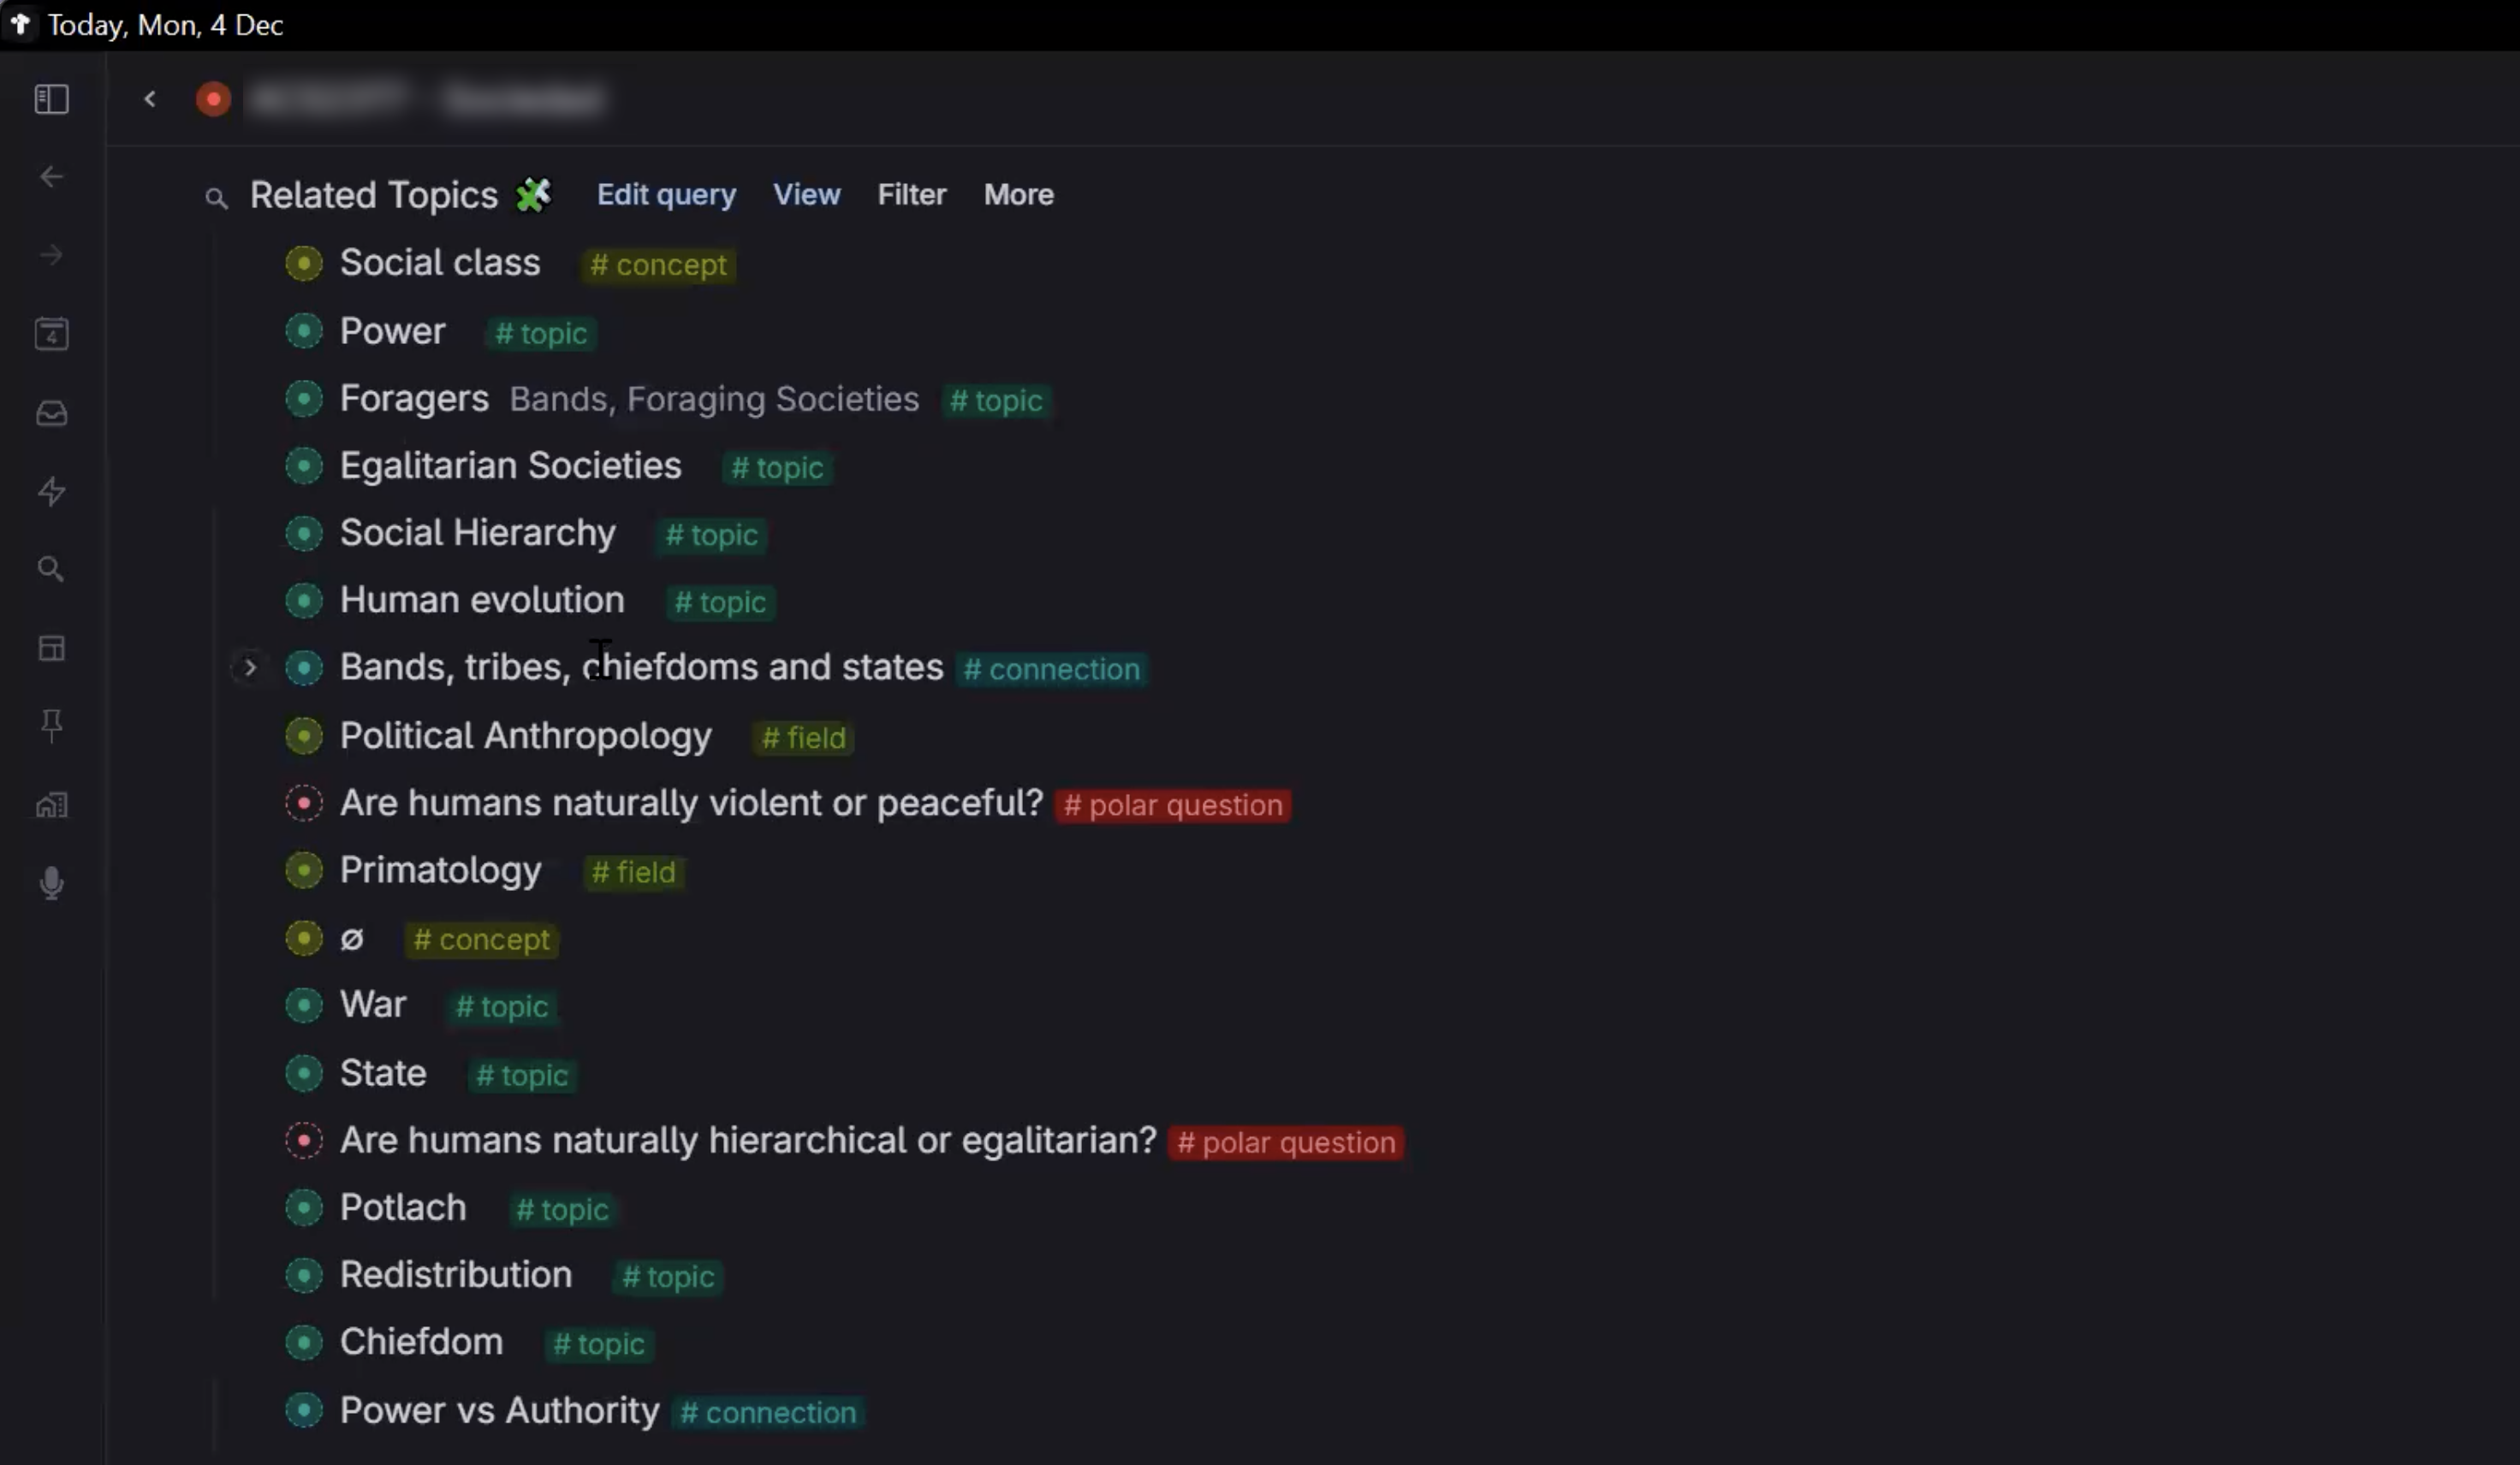 Today, Mon, 4 Dec
Related Topics Edit query View Filter More
Social class # concept
Power # topic
4
Foragers Bands, Foraging Societies # topic
Egalitarian Societies # topic
Social Hierarchy # topic
Human evolution # topic
Bands, tribes, chiefdoms and states # connection
Political Anthropology # field
Are humans naturally violent or peaceful? # polar question
Primatology # field
Ø # concept
War # topic
State # topic
Are humans naturally hierarchical or egalitarian? # polar question
Potlach # topic
Redistribution # topic
Chiefdom # topic
Power vs Authority # connection